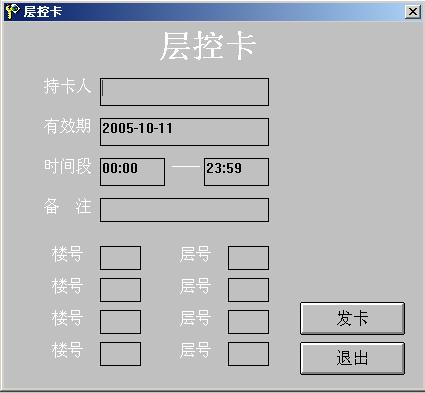 层控卡
层控卡
持卡人
有效期 2005-10-11
时间段 00:00 —— 23:59
备 注
楼号 层号
楼号 层号
楼号 层号
发卡
楼号 层号
退出